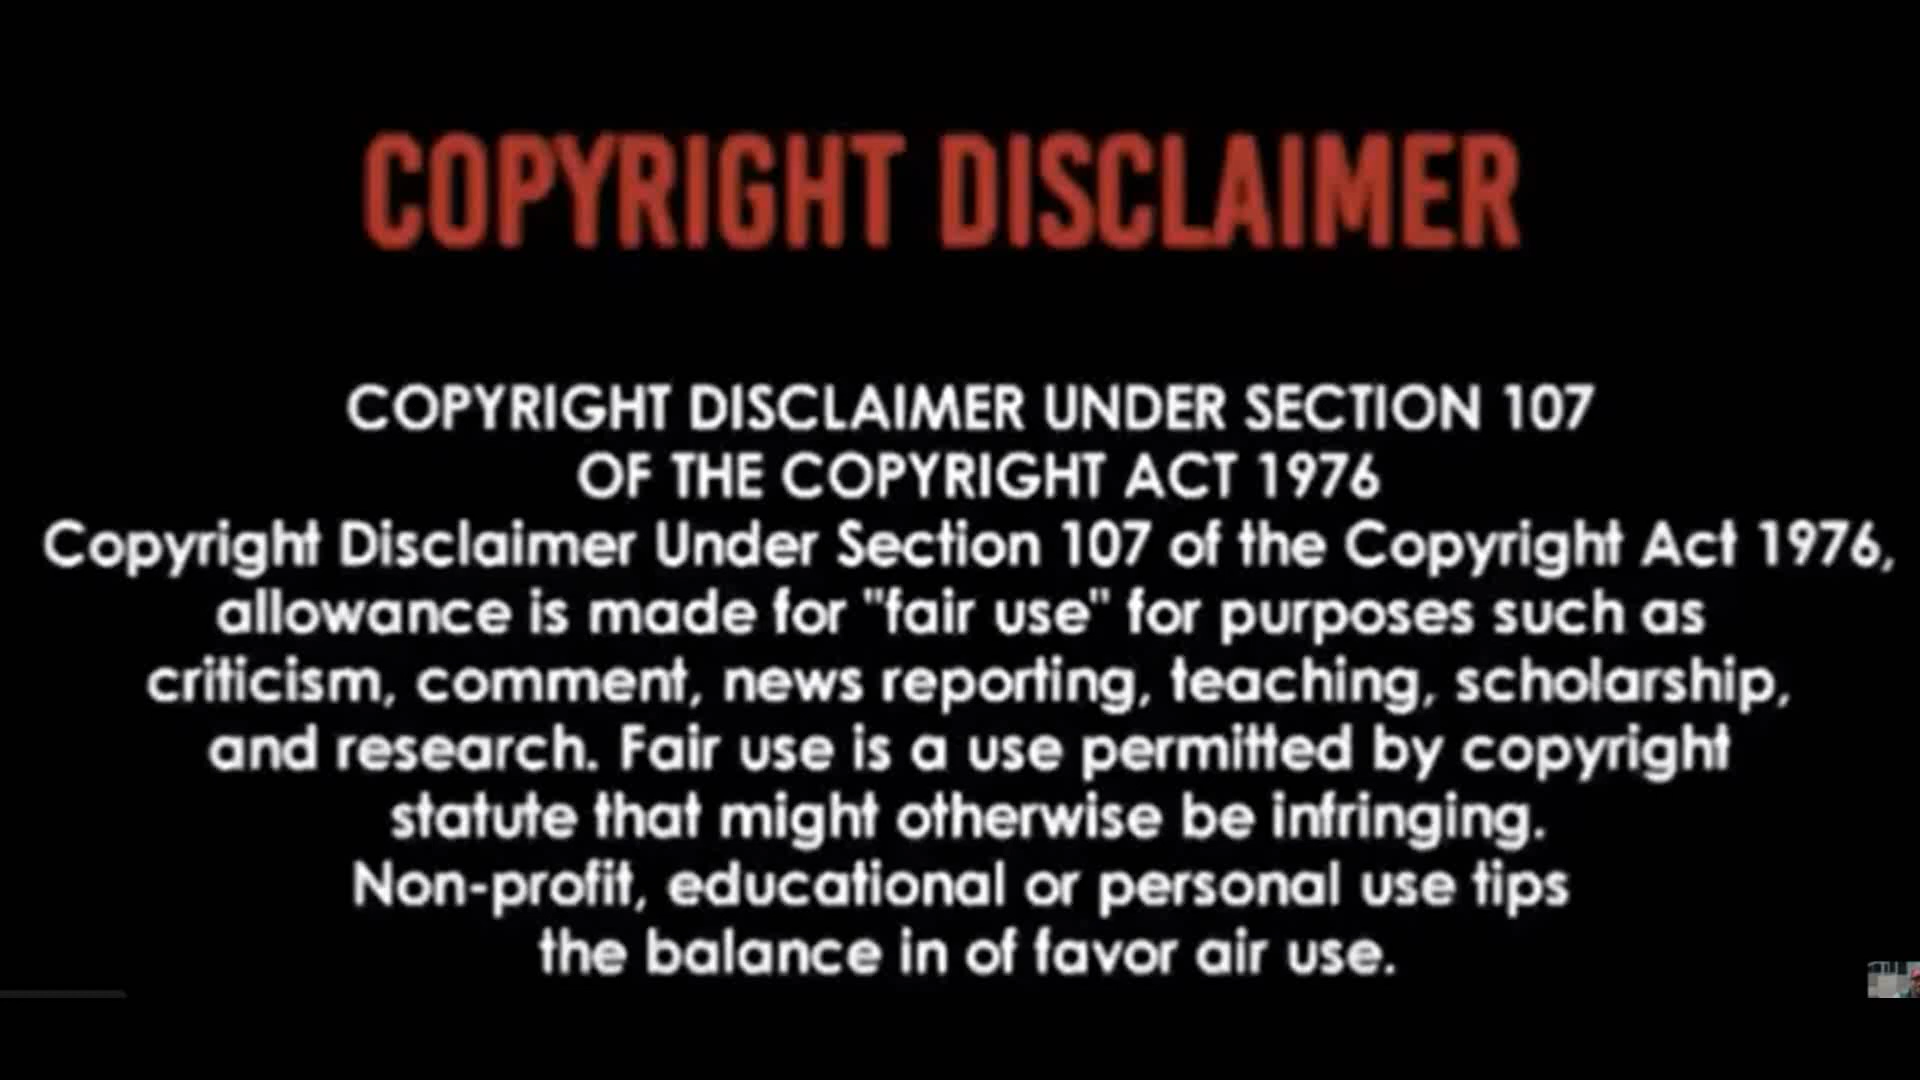 COPYRIGHT DISCLAIMER
COPYRIGHT DISCLAIMER UNDER SECTION 107
OF THE COPYRIGHT ACT 1976
Copyright Disclaimer Under Section 107 of the Copyright Act 1976,
allowance is made for "fair use" for purposes such as
criticism, comment, news reporting, teaching, scholarship,
and research. Fair use is a use permitted by copyright
statute that might otherwise be infringing.
Non-profit, educational or personal use tips
the balance in of favor air use.